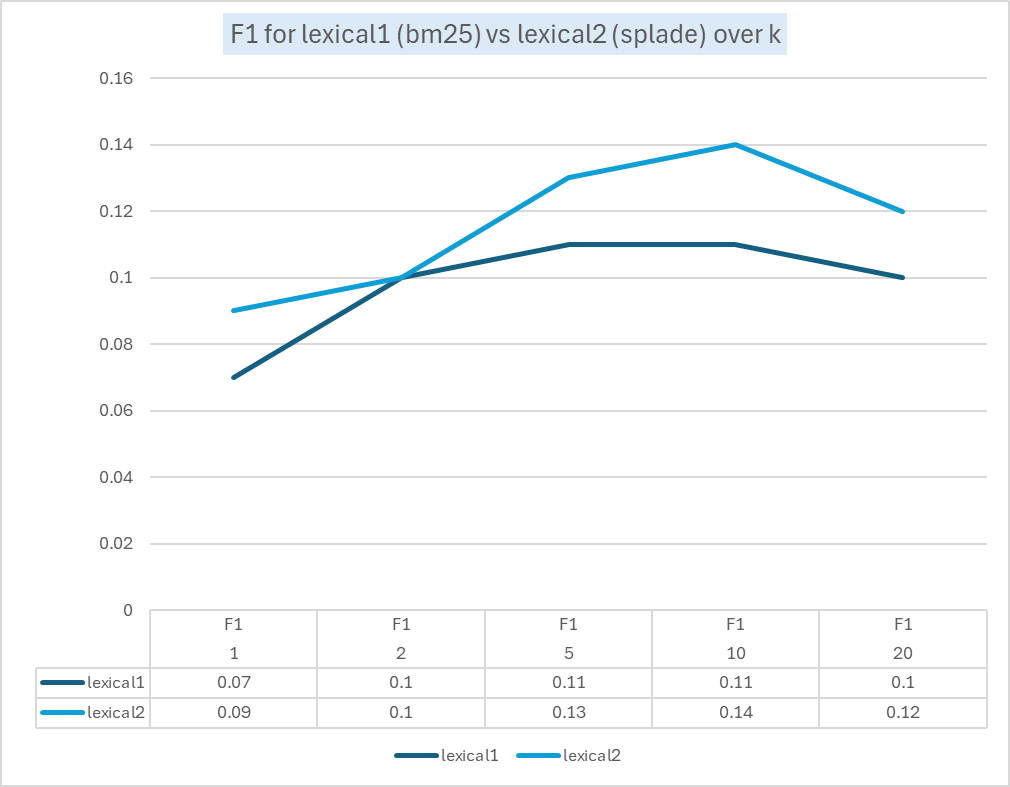 F1 for lexical1 (bm25) vs lexical2 (splade) over k
0.16
0.14
0.12
0.1
0.08
0.06
0.04
0.02
0
F1 F1 F1 F1 F1
1 2 5 10 20
lexical1 0.07 0.1 0.11 0.11 0.1
lexical2 0.09 0.1 0.13 0.14 0.12
lexical1 lexical2